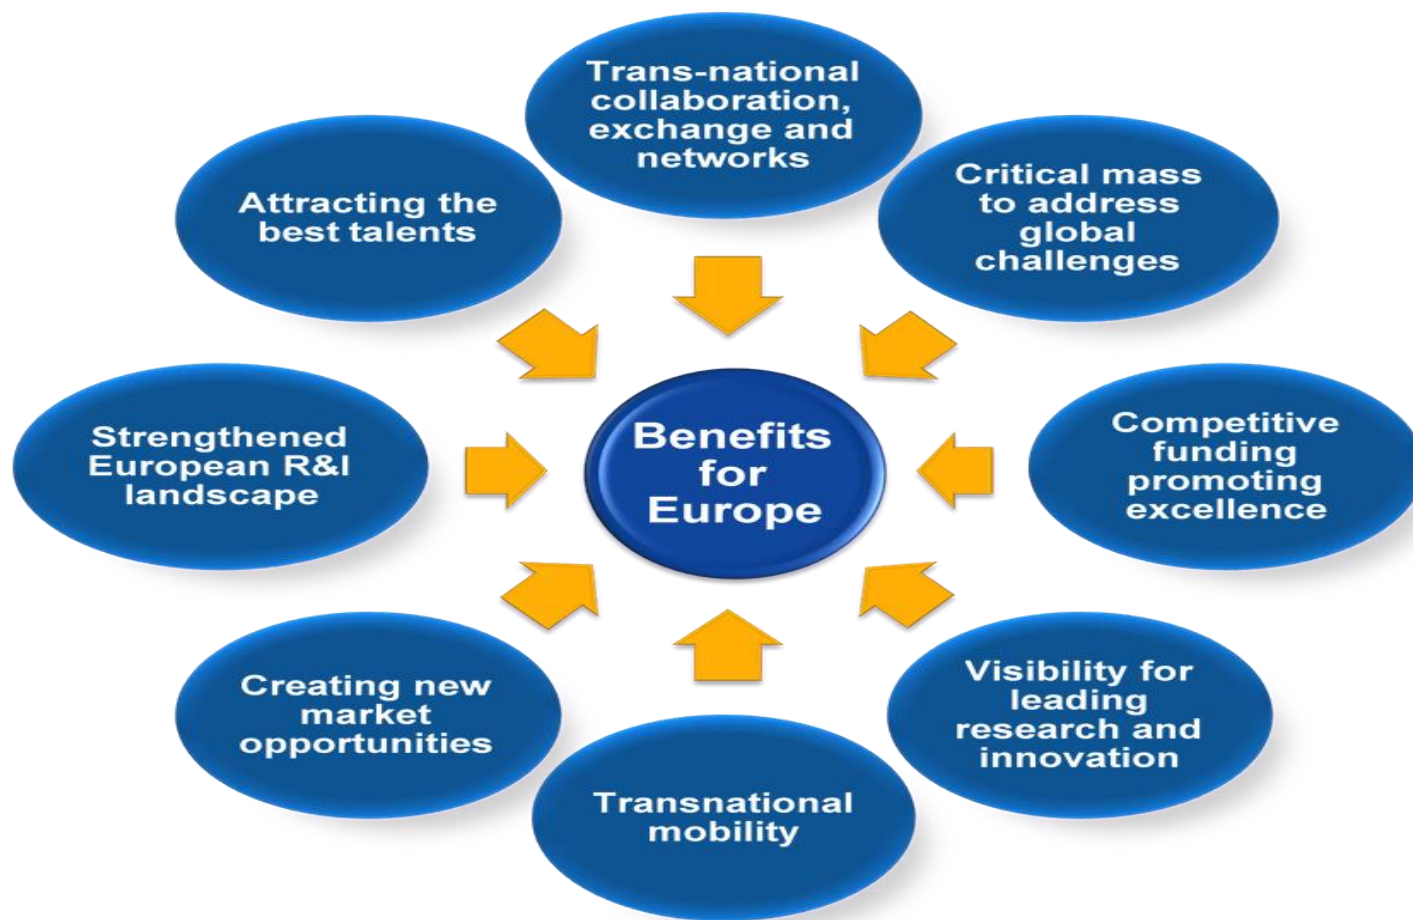 Trans-national
collaboration,
exchange and
networks
Critical mass
to address
global
challenges
Competitive
funding
promoting
excellence
Visibility for
leading
research and
innovation
Transnational
mobility
Creating new
market
opportunities
Strengthened
European R&I
landscape
Attracting the
best talents
Benefits
for
Europe